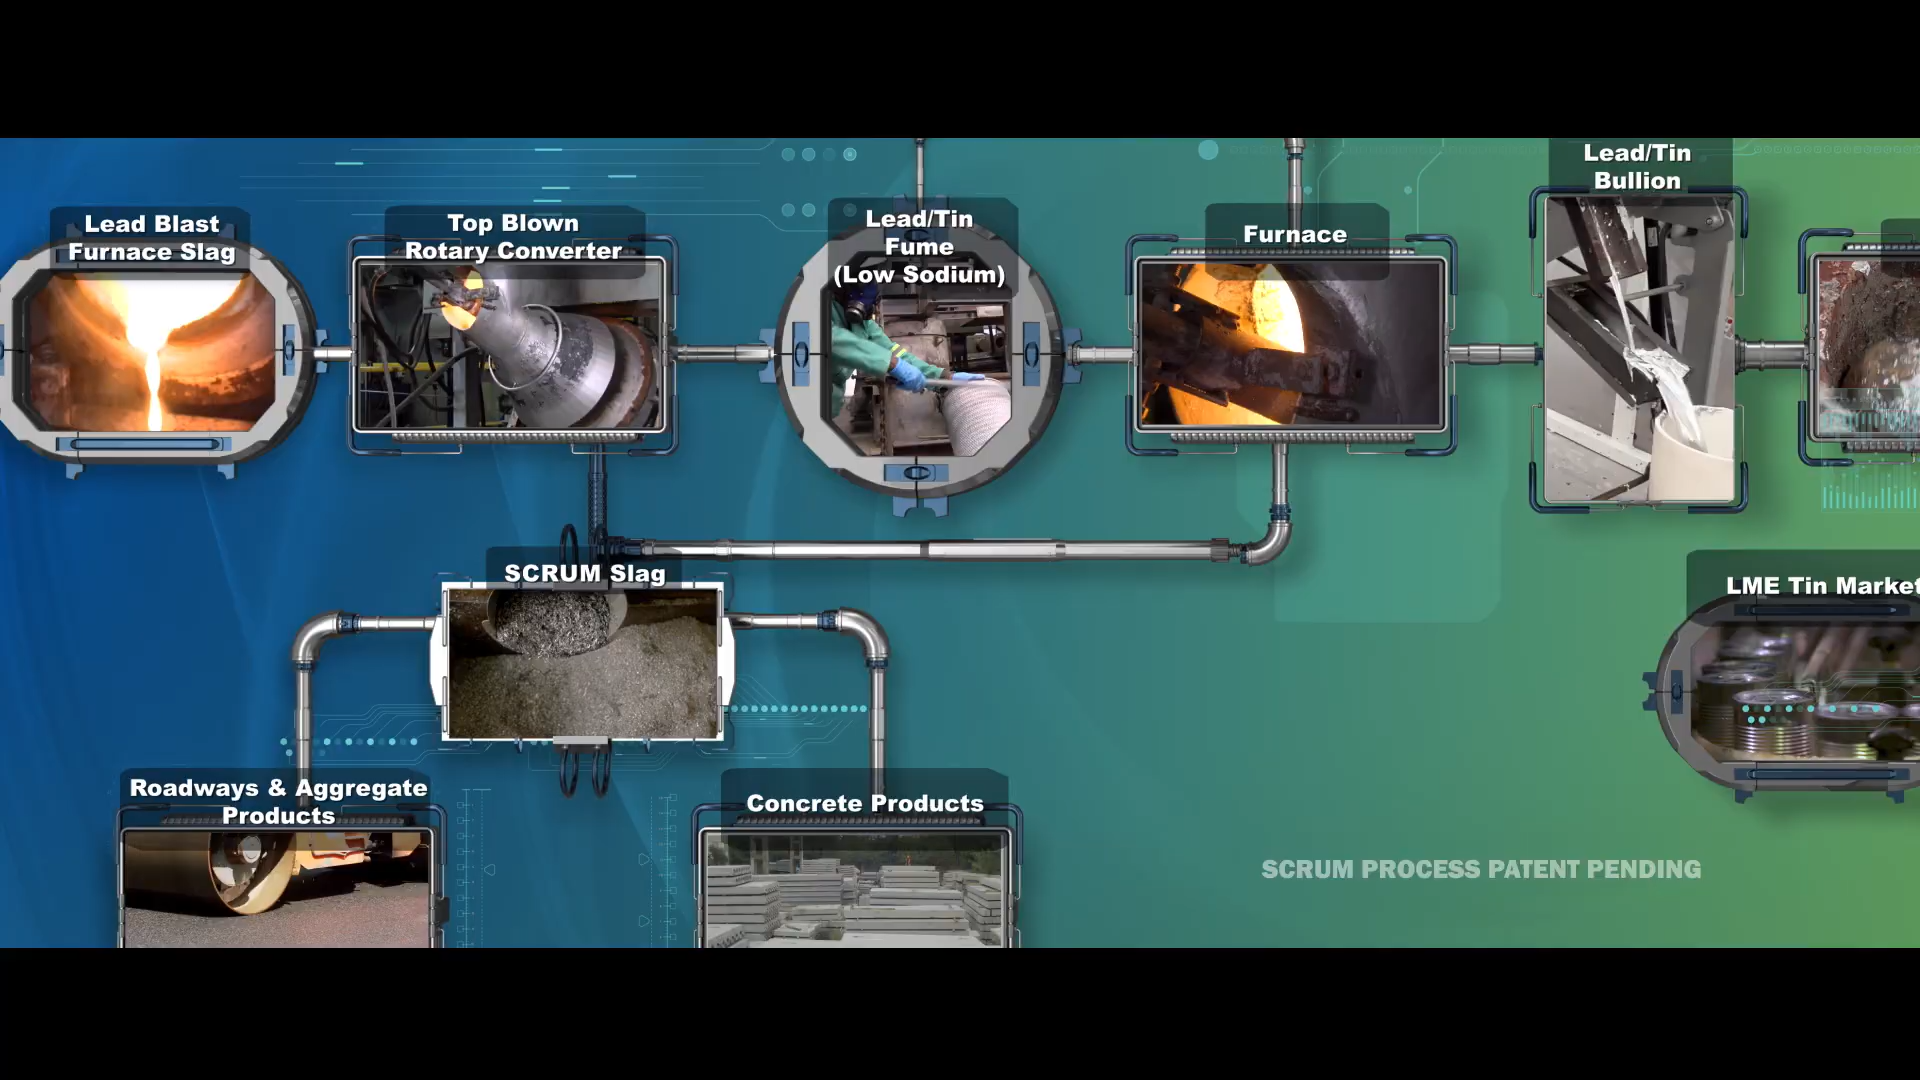 Lead Blast
Furnace Slag
Top Blown
Rotary Converter
Lead/Tin
Fume
(Low Sodium)
Furnace
Lead/Tin
Bullion
SCRUM Slag
LME Tin Market
Roadways & Aggregate
Products
Concrete Products
SCRUM PROCESS PATENT PENDING